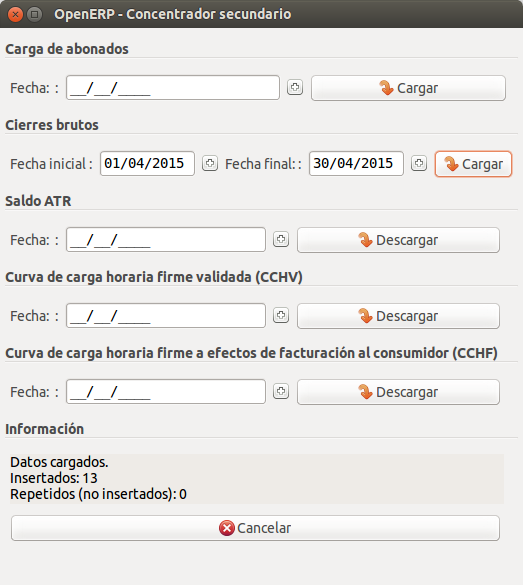 OpenERP - Concentrador secundario
Carga de abonados
Fecha: : __/__/____ Cargar
Cierres brutos
Fecha inicial : 01/04/2015 Fecha final: : 30/04/2015 Cargar
Saldo ATR
Fecha: : __/__/____ Descargar
Curva de carga horaria firme validada (CCHV)
Fecha: : __/__/____ Descargar
Curva de carga horaria firme a efectos de facturación al consumidor (CCHF)
Fecha: : __/__/____ Descargar
Información
Datos cargados.
Insertados: 13
Repetidos (no insertados): 0
Cancelar